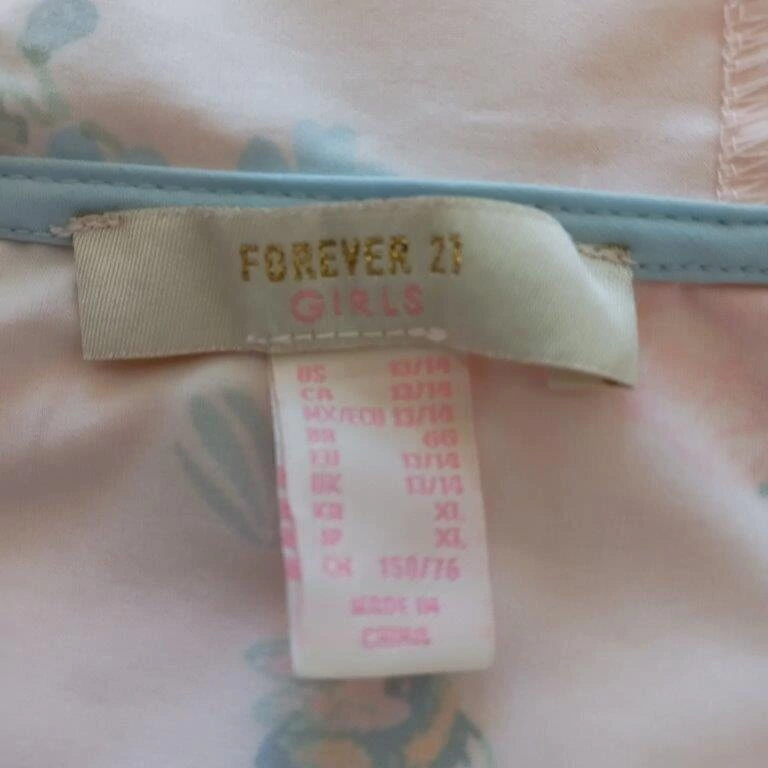 FOREVER 21
GIRLS
US 13/14
CA 13/14
MX/ECU 13/14
BR GG
EU 13/14
UK 13/14
KR XL
JP XL
CN 150/76
MADE IN
CHINA